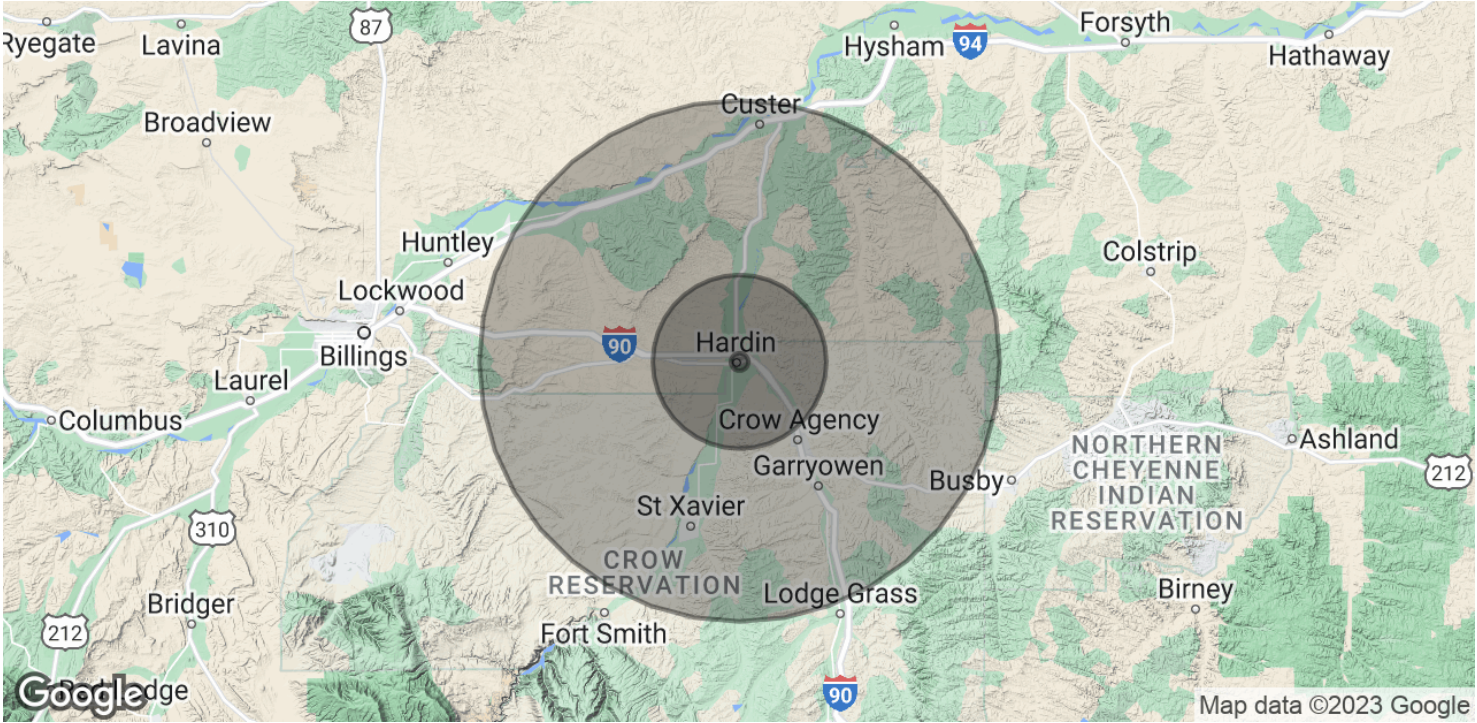 Ryegate
Lavina
87
Hysham
94
Forsyth
Hathaway
Broadview
Custer
Huntley
Colstrip
Lockwood
Billings
90
Hardin
Laurel
Columbus
Crow Agency
Garryowen
Busby
NORTHERN
CHEYENNE
INDIAN
RESERVATION
Ashland
212
310
St Xavier
CROW
RESERVATION
Lodge Grass
Bridger
Birney
212
Fort Smith
90
Google
Map data ©2023 Google